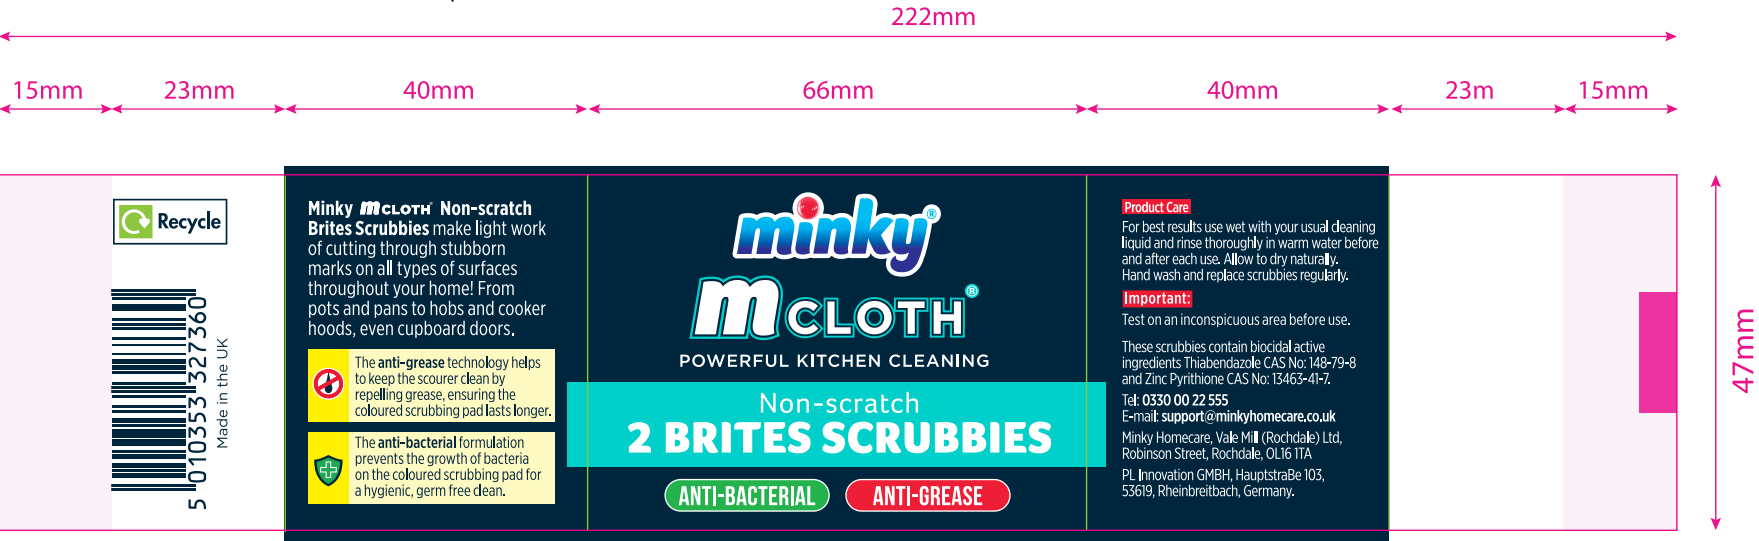 222mm
15mm
23mm
40mm
66mm
40mm
23m
15mm
Recycle
5 010353 327360
Made in the UK
Minky m CLOTH® Non-scratch
Brites Scrubbies make light work
of cutting through stubborn
marks on all types of surfaces
throughout your home! From
pots and pans to hobs and cooker
hoods, even cupboard doors.
The anti-grease technology helps
to keep the scourer clean by
repelling grease, ensuring the
coloured scrubbing pad lasts longer.
The anti-bacterial formulation
prevents the growth of bacteria
on the coloured scrubbing pad for
a hygienic, germ free clean.
minky®
m CLOTH®
POWERFUL KITCHEN CLEANING
Non-scratch
2 BRITES SCRUBBIES
ANTI-BACTERIAL
ANTI-GREASE
Product Care
For best results use wet with your usual cleaning
liquid and rinse thoroughly in warm water before
and after each use. Allow to dry naturally.
Hand wash and replace scrubbies regularly.
Important:
Test on an inconspicuous area before use.
These scrubbies contain biocidal active
ingredients Thiabendazole CAS No: 148-79-8
and Zinc Pyrithione CAS No: 13463-41-7.
Tel: 0330 00 22 555
E-mail: support@minkyhomecare.co.uk
Minky Homecare, Vale Mill (Rochdale) Ltd,
Robinson Street, Rochdale, OL16 1TA
PL Innovation GMBH, HauptstraBe 103,
53619, Rheinbreitbach, Germany.
47mm